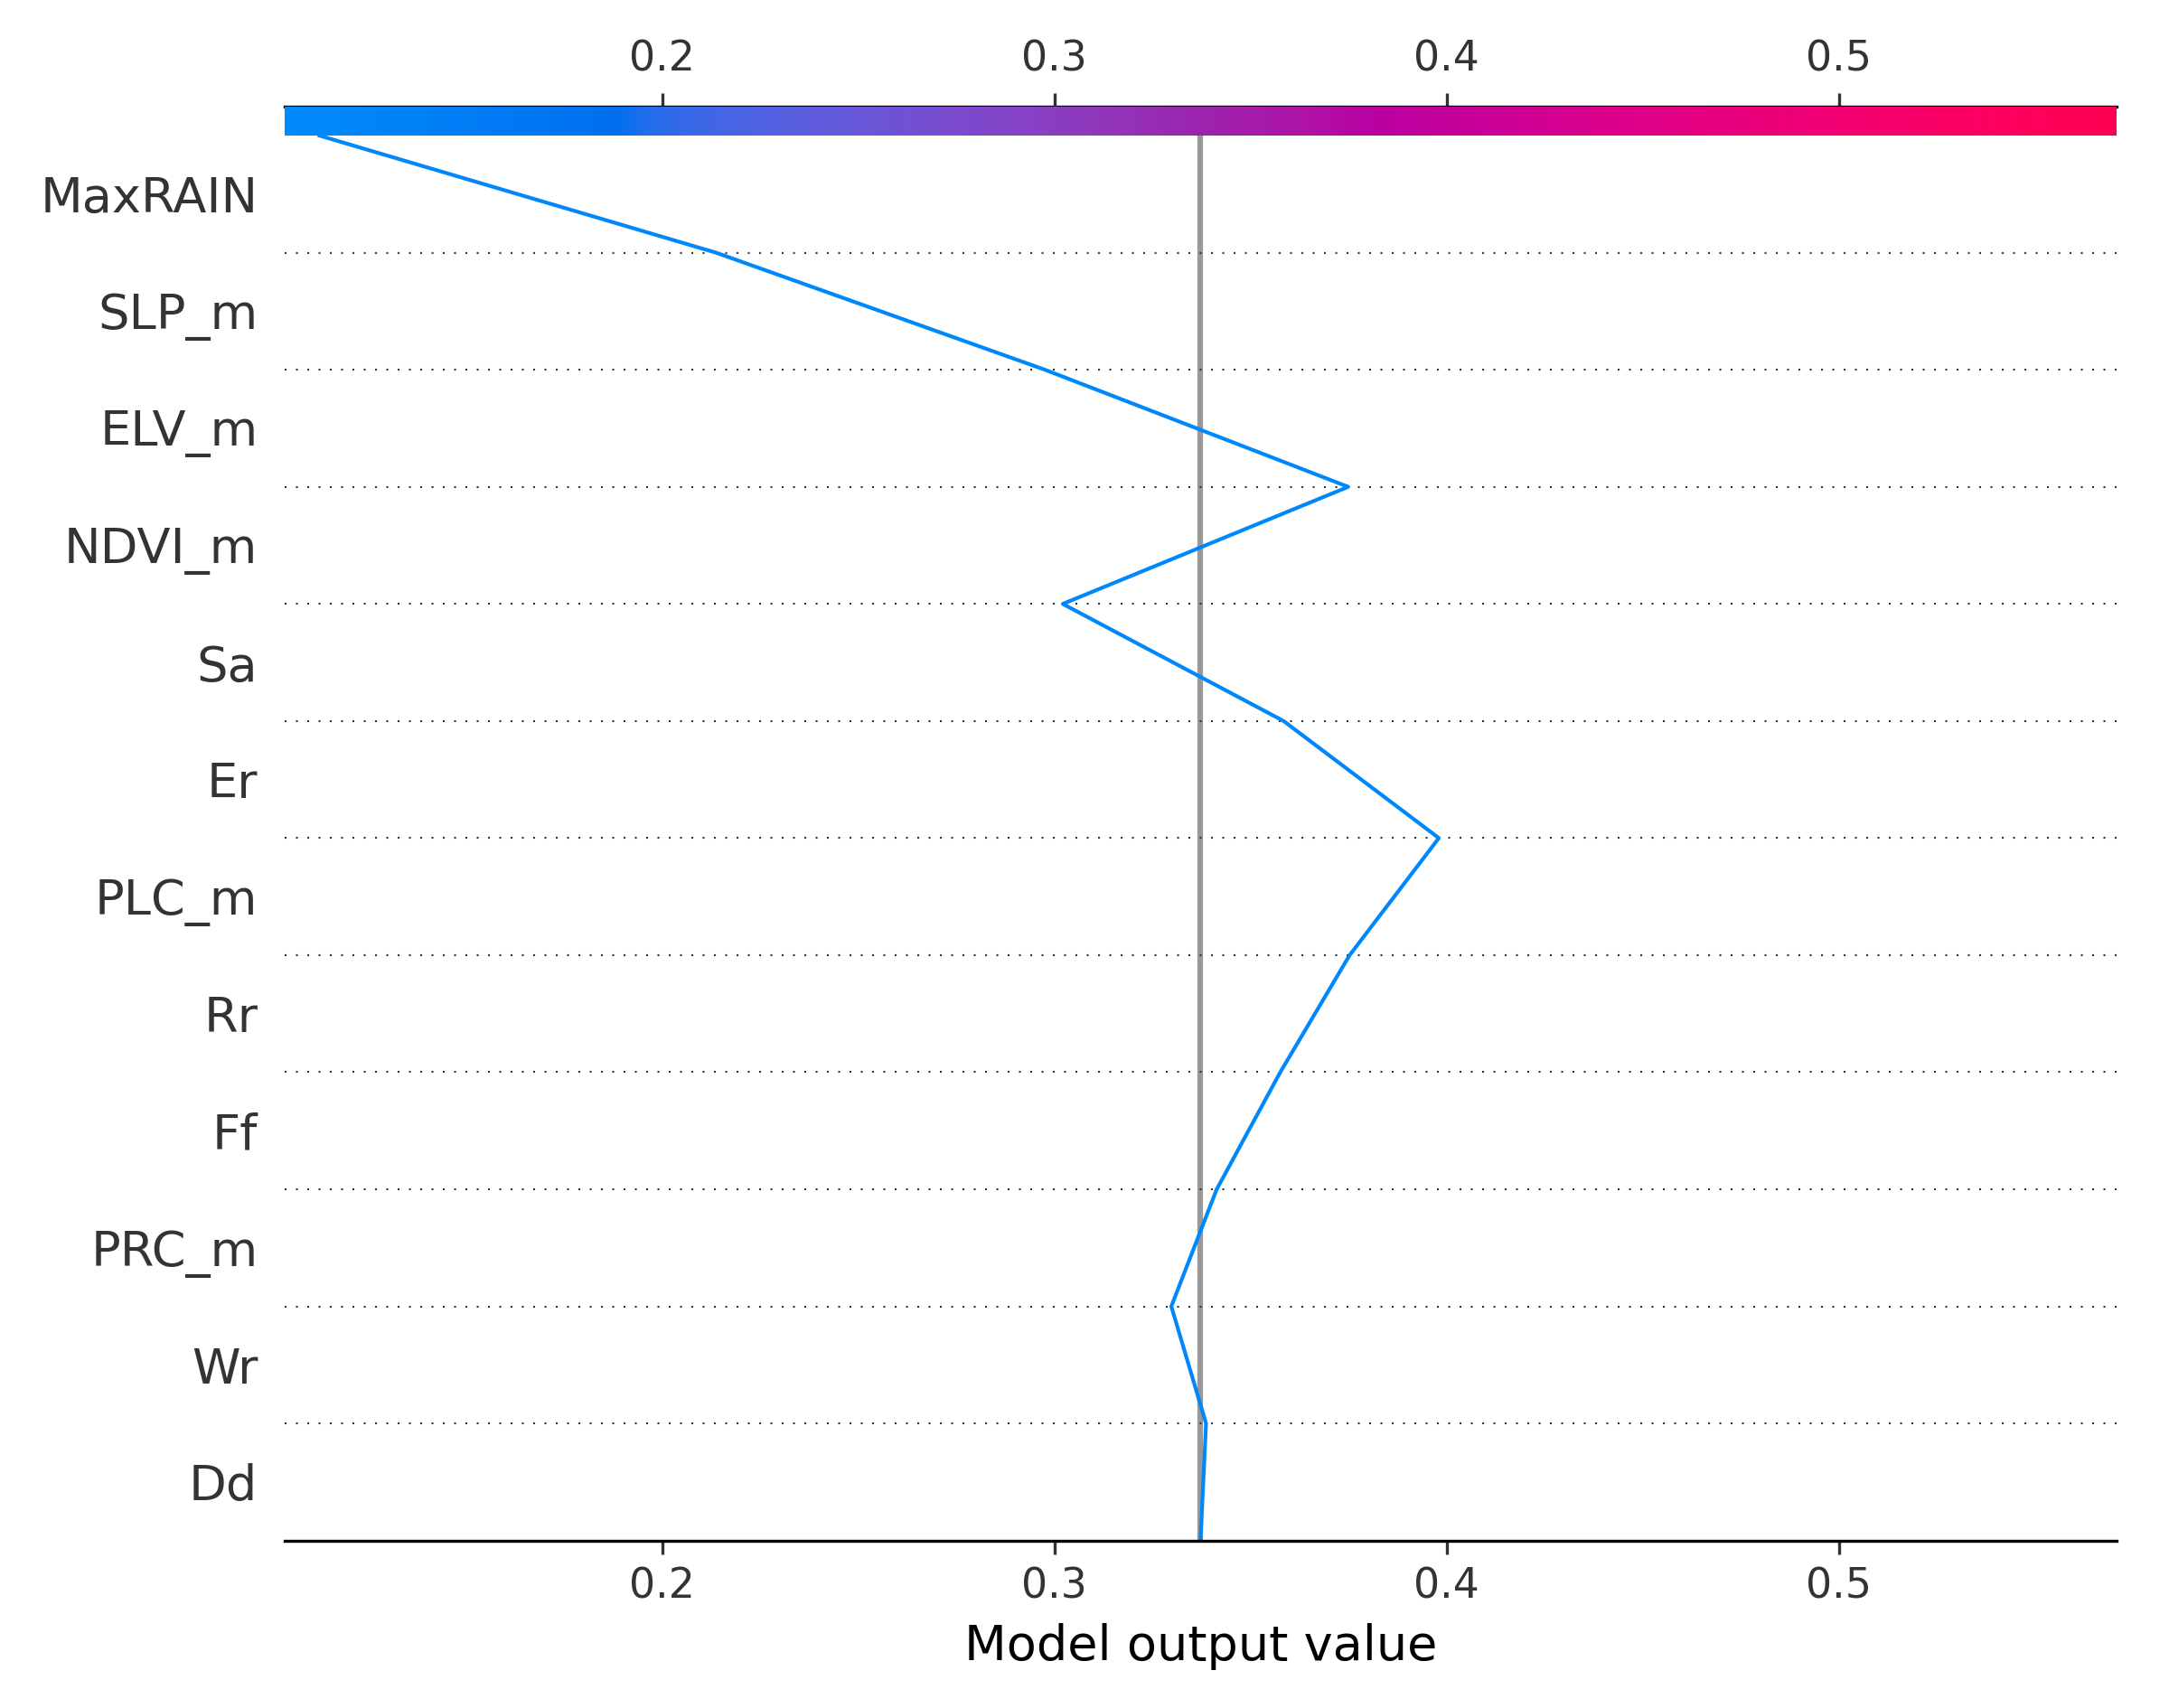 0.2 0.3 0.4 0.5
MaxRAIN
SLP_m
ELV_m
NDVI_m
Sa
Er
PLC_m
Rr
Ff
PRC_m
Wr
Dd
0.2 0.3 0.4 0.5
Model output value